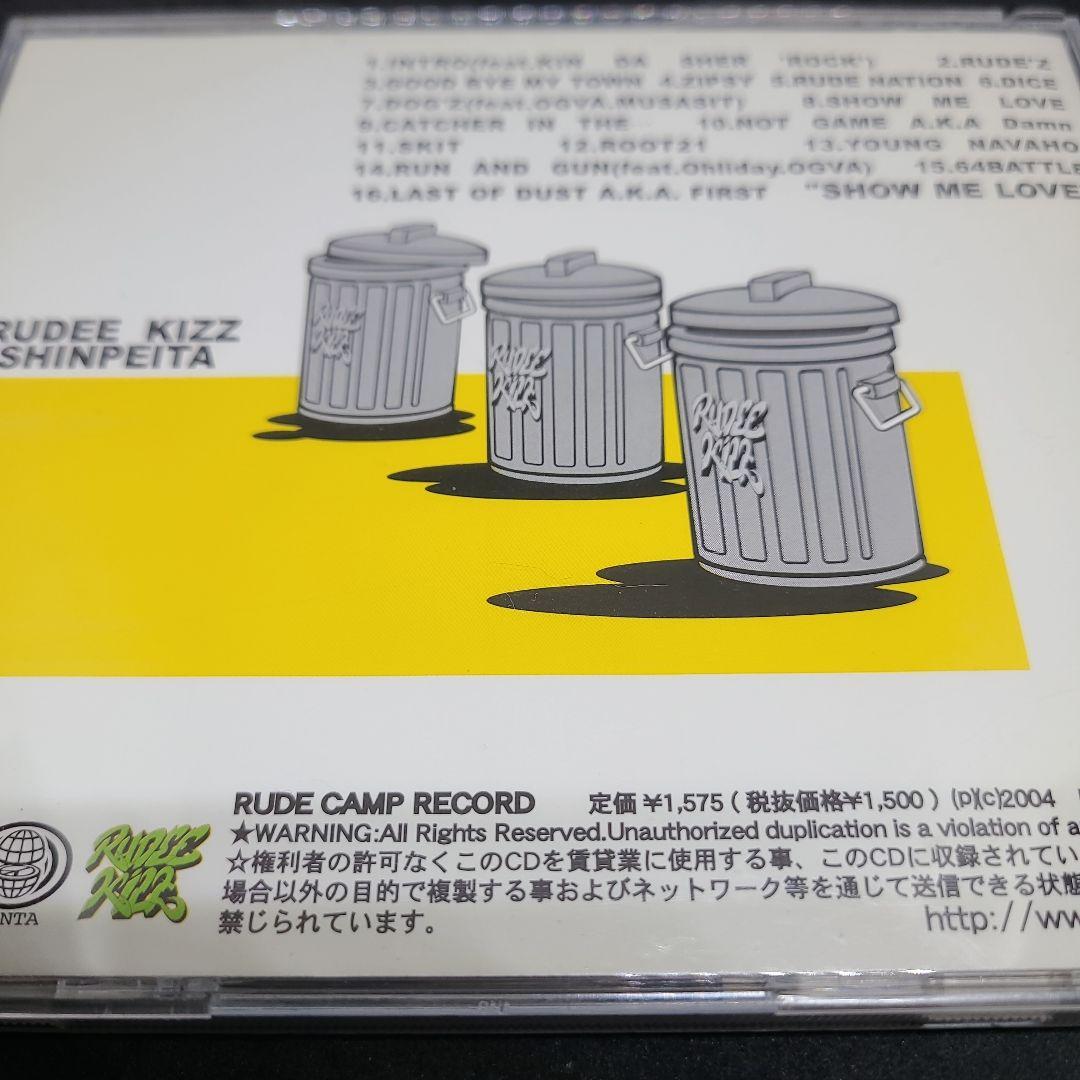 1.INTRO(feat.KIN DA SHER 'ROCK') 2.RUDE'Z
3.GOOD BYE MY TOWN 4.ZIPSY 5.RUDE NATION 6.DICE
7.DOG'Z(feat.OGVA.MUSASIT) 8.SHOW ME LOVE
9.CATCHER IN THE 10.NOT GAME A.K.A Damn
11.SKIT 12.ROOT21 13.YOUNG NAVAHO
14.RUN AND GUN(feat.Ohliday.OGVA) 15.64BATTLE
16.LAST OF DUST A.K.A. FIRST "SHOW ME LOVE
RUDEE KIZZ
SHINPEITA
RUDEE KIZZ
RUDEE KIZZ
RUDEE KIZZ
RUDE CAMP RECORD 定価¥1,575(税抜価格¥1,500) (p)(c)2004
★WARNING:All Rights Reserved.Unauthorized duplication is a violation of a
☆権利者の許可なくこのCDを賃貸業に使用する事、このCDに収録されてい
場合以外の目的で複製する事およびネットワーク等を通じて送信できる状態
禁じられています。
http://ww
NTA
RUDEE KIZZ